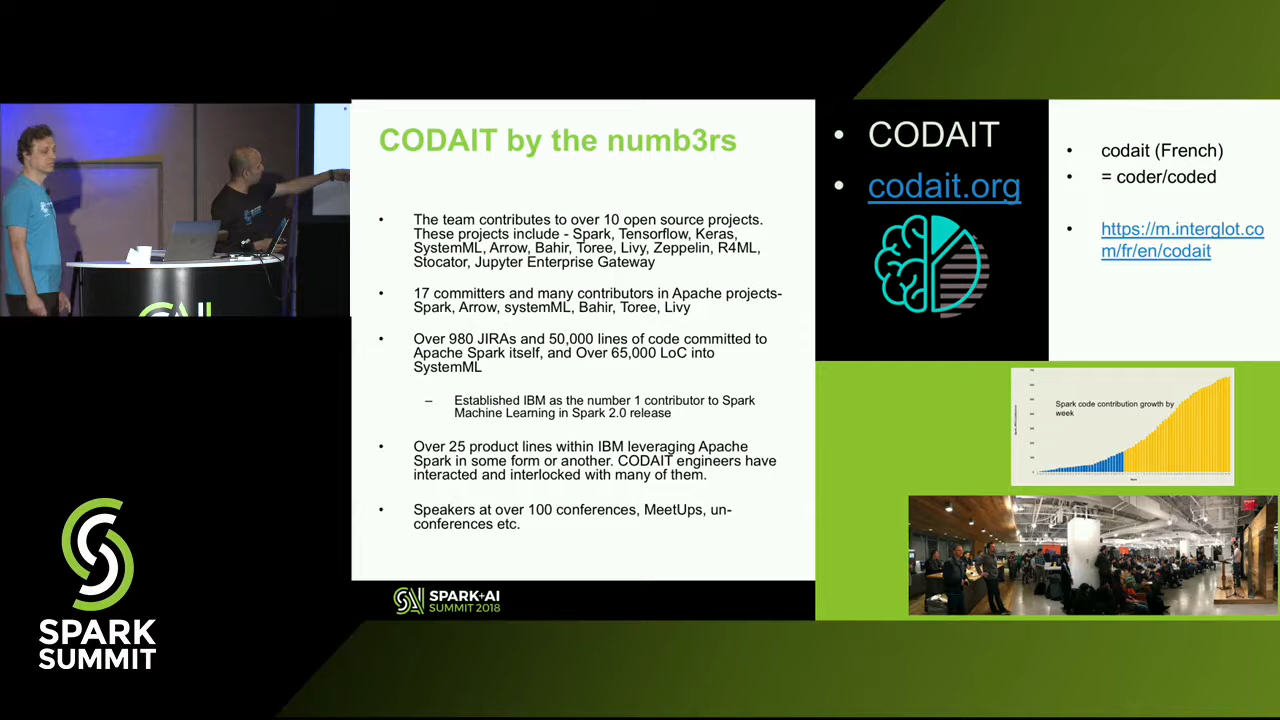 CODAIT by the numb3rs
• The team contributes to over 10 open source projects.
These projects include - Spark, Tensorflow, Keras,
SystemML, Arrow, Bahir, Toree, Livy, Zeppelin, R4ML,
Stocator, Jupyter Enterprise Gateway
• 17 committers and many contributors in Apache projects-
Spark, Arrow, systemML, Bahir, Toree, Livy
• Over 980 JIRAs and 50,000 lines of code committed to
Apache Spark itself, and Over 65,000 LoC into
SystemML
– Established IBM as the number 1 contributor to Spark
Machine Learning in Spark 2.0 release
• Over 25 product lines within IBM leveraging Apache
Spark in some form or another. CODAIT engineers have
interacted and interlocked with many of them.
• Speakers at over 100 conferences, MeetUps, un-
conferences etc.
SPARK+AI
SUMMIT 2018
• CODAIT
• codait.org
• codait (French)
• = coder/coded
• https://m.interglot.co
m/fr/en/codait
Spark code contribution growth by
week
SPARK
SUMMIT